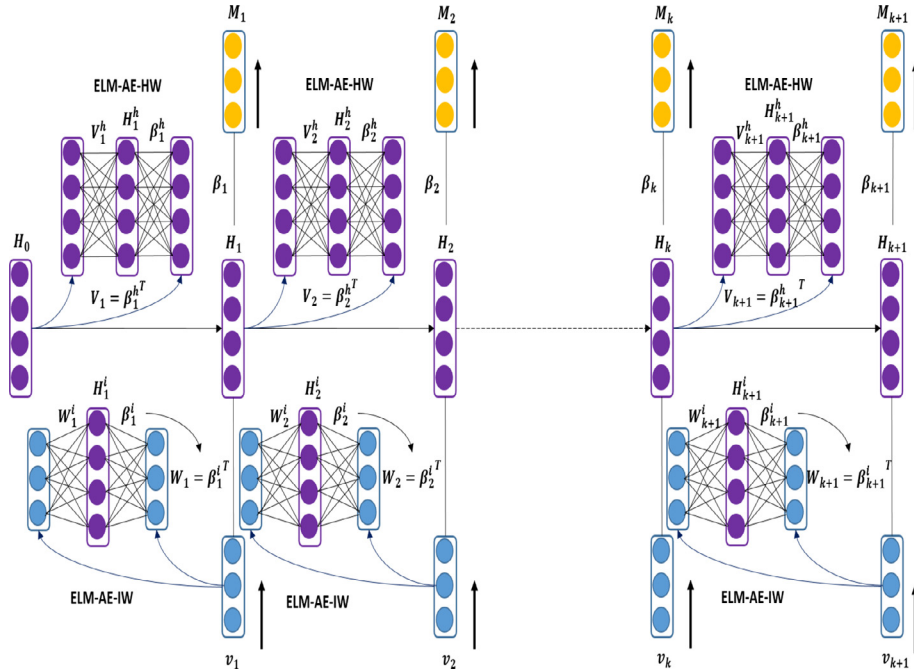 M₁ M₂ Mₖ Mₖ₊₁
ELM-AE-HW ELM-AE-HW ELM-AE-HW
V₁ʰ H₁ʰ β₁ʰ V₂ʰ H₂ʰ β₂ʰ Vₖ₊₁ʰ Hₖ₊₁ʰ βₖ₊₁ʰ
β₁ β₂ βₖ βₖ₊₁
H₀ H₁ H₂ Hₖ Hₖ₊₁
V₁ = β₁ʰᵀ V₂ = β₂ʰᵀ Vₖ₊₁ = βₖ₊₁ʰ ᵀ
W₁ⁱ H₁ⁱ β₁ⁱ W₂ⁱ H₂ⁱ β₂ⁱ Wₖ₊₁ⁱ Hₖ₊₁ⁱ βₖ₊₁ⁱ
W₁ = β₁ⁱᵀ W₂ = β₂ⁱᵀ Wₖ₊₁ = βₖ₊₁ⁱ ᵀ
ELM-AE-IW ELM-AE-IW ELM-AE-IW
v₁ v₂ vₖ vₖ₊₁